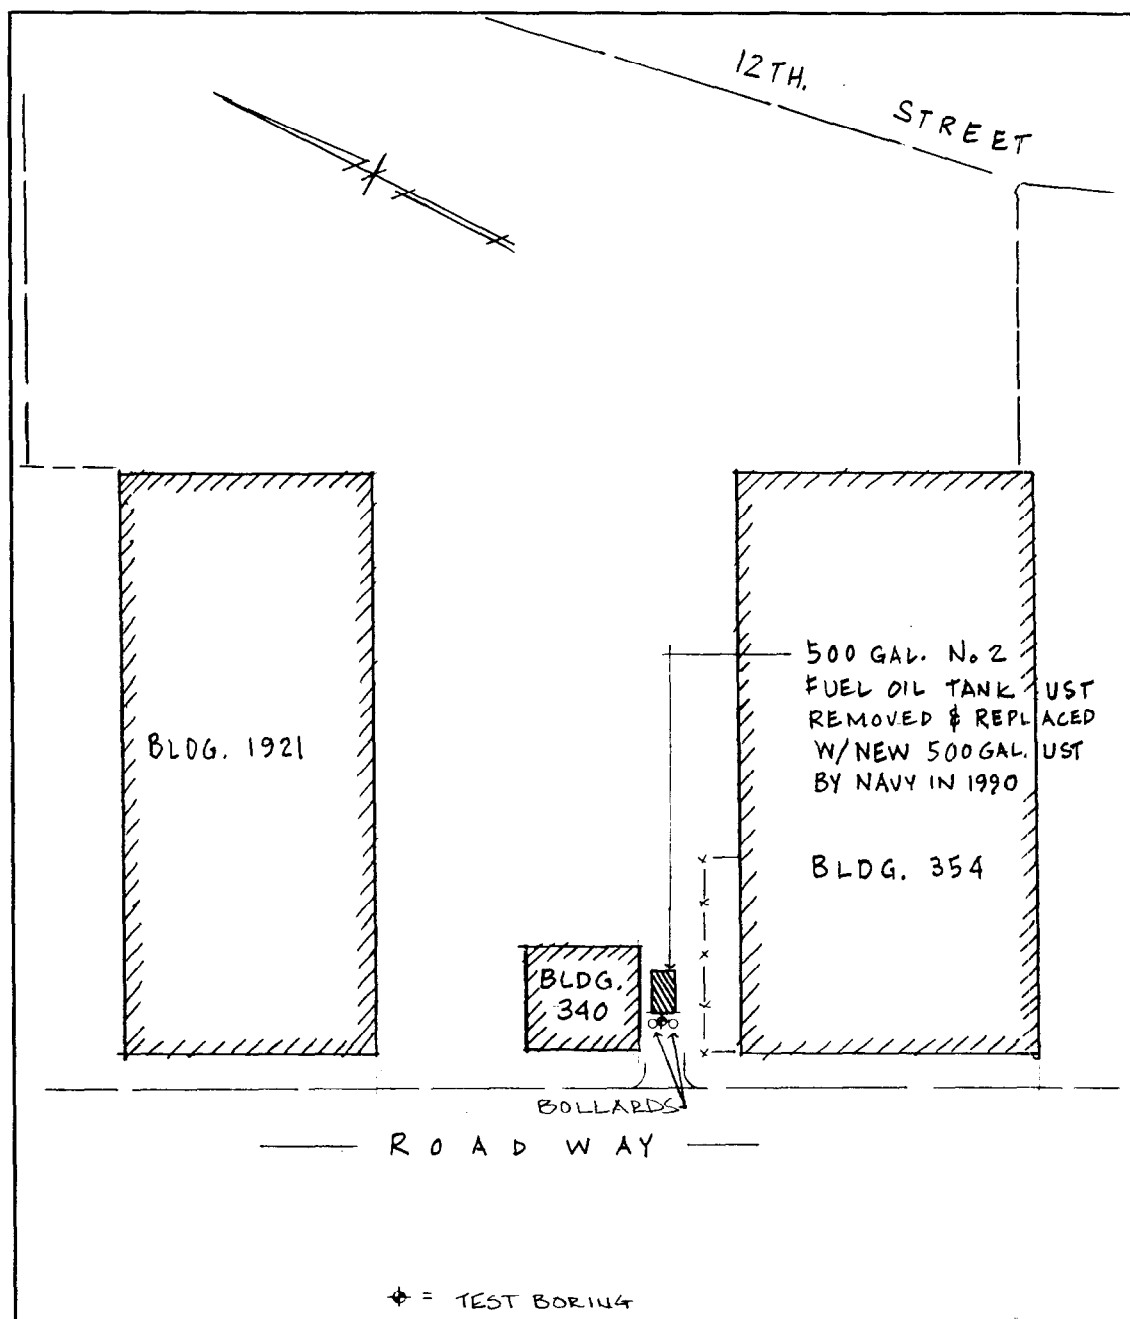 12TH. STREET
500 GAL. No. 2
FUEL OIL TANK UST
REMOVED & REPLACED
W/NEW 500 GAL. UST
BY NAVY IN 1990
BLDG. 1921
BLDG. 354
BLDG.
340
BOLLARDS
ROADWAY
= TEST BORING